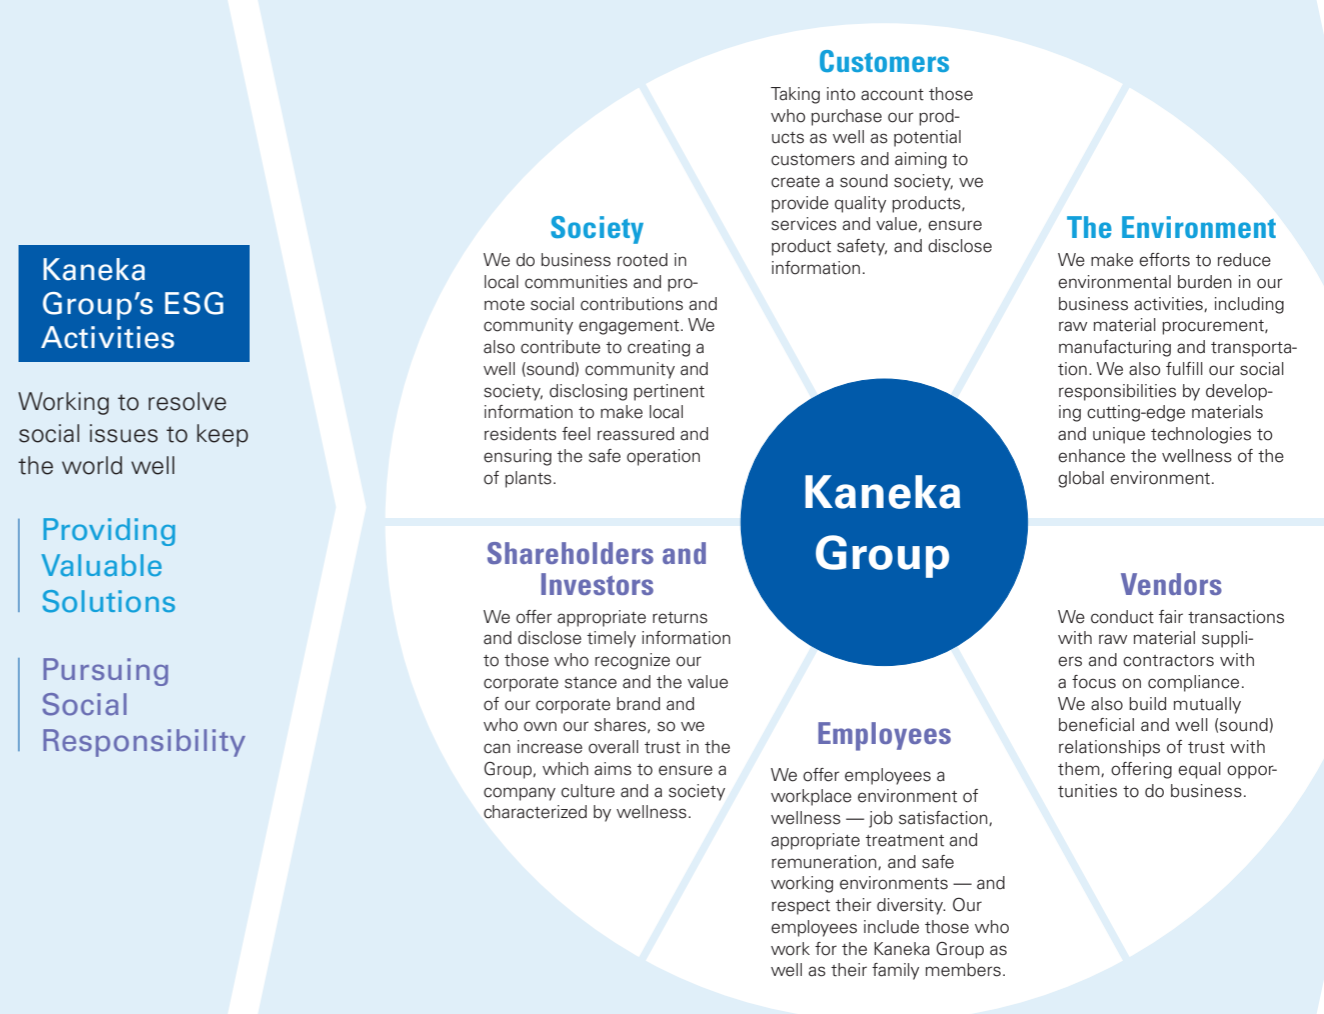 Kaneka
Group's ESG
Activities
Working to resolve
social issues to keep
the world well
Providing
Valuable
Solutions
Pursuing
Social
Responsibility
Customers
Taking into account those
who purchase our prod-
ucts as well as potential
customers and aiming to
create a sound society, we
provide quality products,
services and value, ensure
product safety, and disclose
information.
Society
We do business rooted in
local communities and pro-
mote social contributions and
community engagement. We
also contribute to creating a
well (sound) community and
society, disclosing pertinent
information to make local
residents feel reassured and
ensuring the safe operation
of plants.
The Environment
We make efforts to reduce
environmental burden in our
business activities, including
raw material procurement,
manufacturing and transporta-
tion. We also fulfill our social
responsibilities by develop-
ing cutting-edge materials
and unique technologies to
enhance the wellness of the
global environment.
Kaneka
Group
Shareholders and
Investors
We offer appropriate returns
and disclose timely information
to those who recognize our
corporate stance and the value
of our corporate brand and
who own our shares, so we
can increase overall trust in the
Group, which aims to ensure a
company culture and a society
characterized by wellness.
Vendors
We conduct fair transactions
with raw material suppli-
ers and contractors with
a focus on compliance.
We also build mutually
beneficial and well (sound)
relationships of trust with
them, offering equal oppor-
tunities to do business.
Employees
We offer employees a
workplace environment of
wellness — job satisfaction,
appropriate treatment and
remuneration, and safe
working environments — and
respect their diversity. Our
employees include those who
work for the Kaneka Group as
well as their family members.